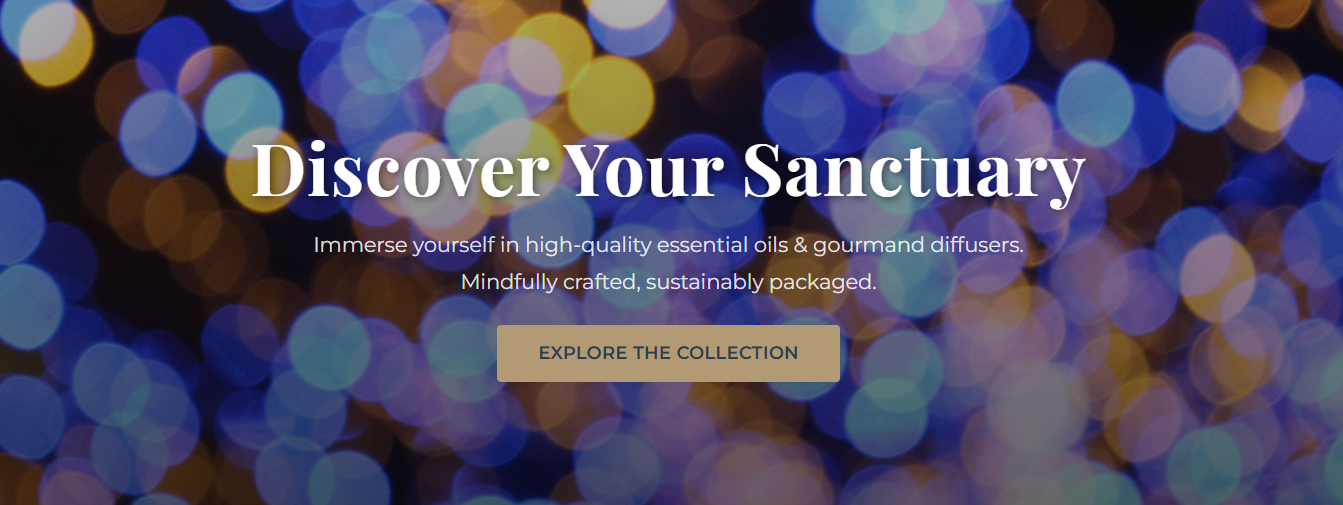 Discover Your Sanctuary
Immerse yourself in high-quality essential oils & gourmand diffusers.
Mindfully crafted, sustainably packaged.
EXPLORE THE COLLECTION